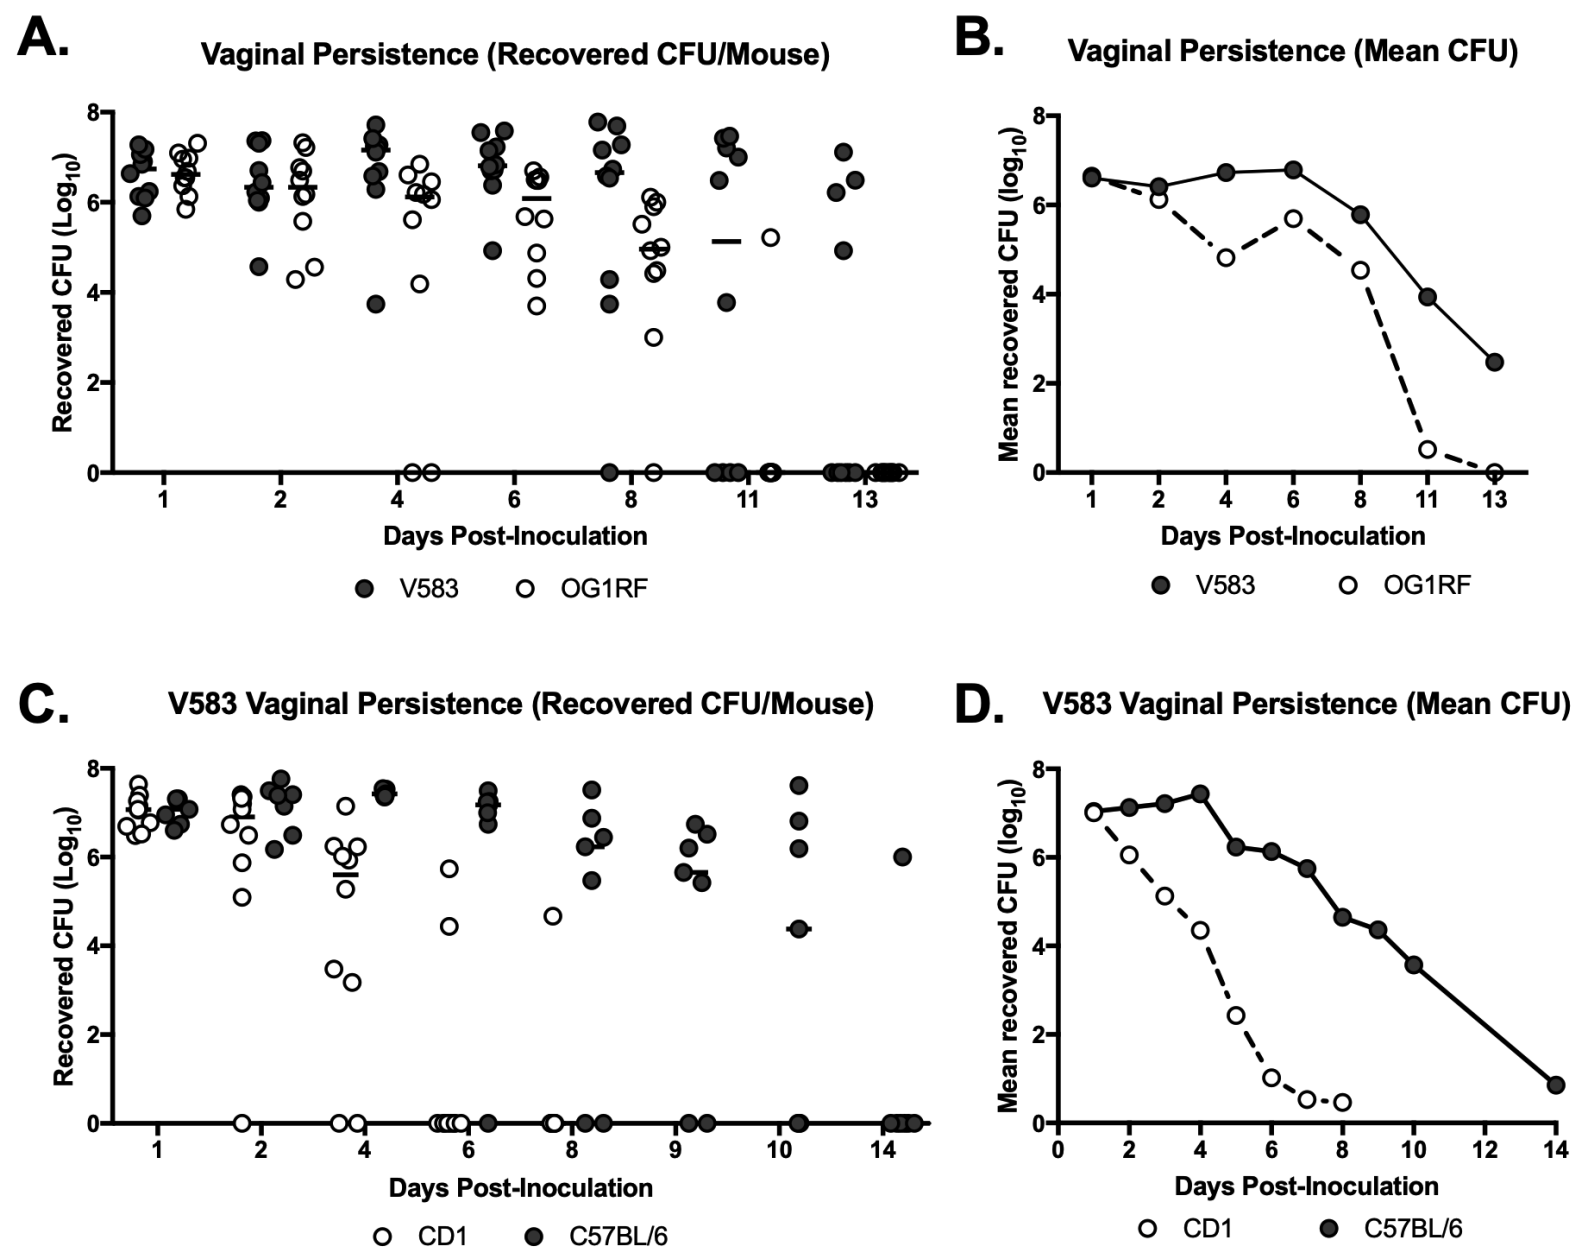 A.
Vaginal Persistence (Recovered CFU/Mouse)
Recovered CFU (Log10)
8
6
4
2
0
1 2 4 6 8 11 13
Days Post-Inoculation
V583 OG1RF
B.
Vaginal Persistence (Mean CFU)
Mean recovered CFU (log10)
8
6
4
2
0
1 2 4 6 8 11 13
Days Post-Inoculation
V583 OG1RF
C.
V583 Vaginal Persistence (Recovered CFU/Mouse)
Recovered CFU (Log10)
8
6
4
2
0
1 2 4 6 8 9 10 14
Days Post-Inoculation
CD1 C57BL/6
D.
V583 Vaginal Persistence (Mean CFU)
Mean recovered CFU (log10)
8
6
4
2
0
0 2 4 6 8 10 12 14
Days Post-Inoculation
CD1 C57BL/6